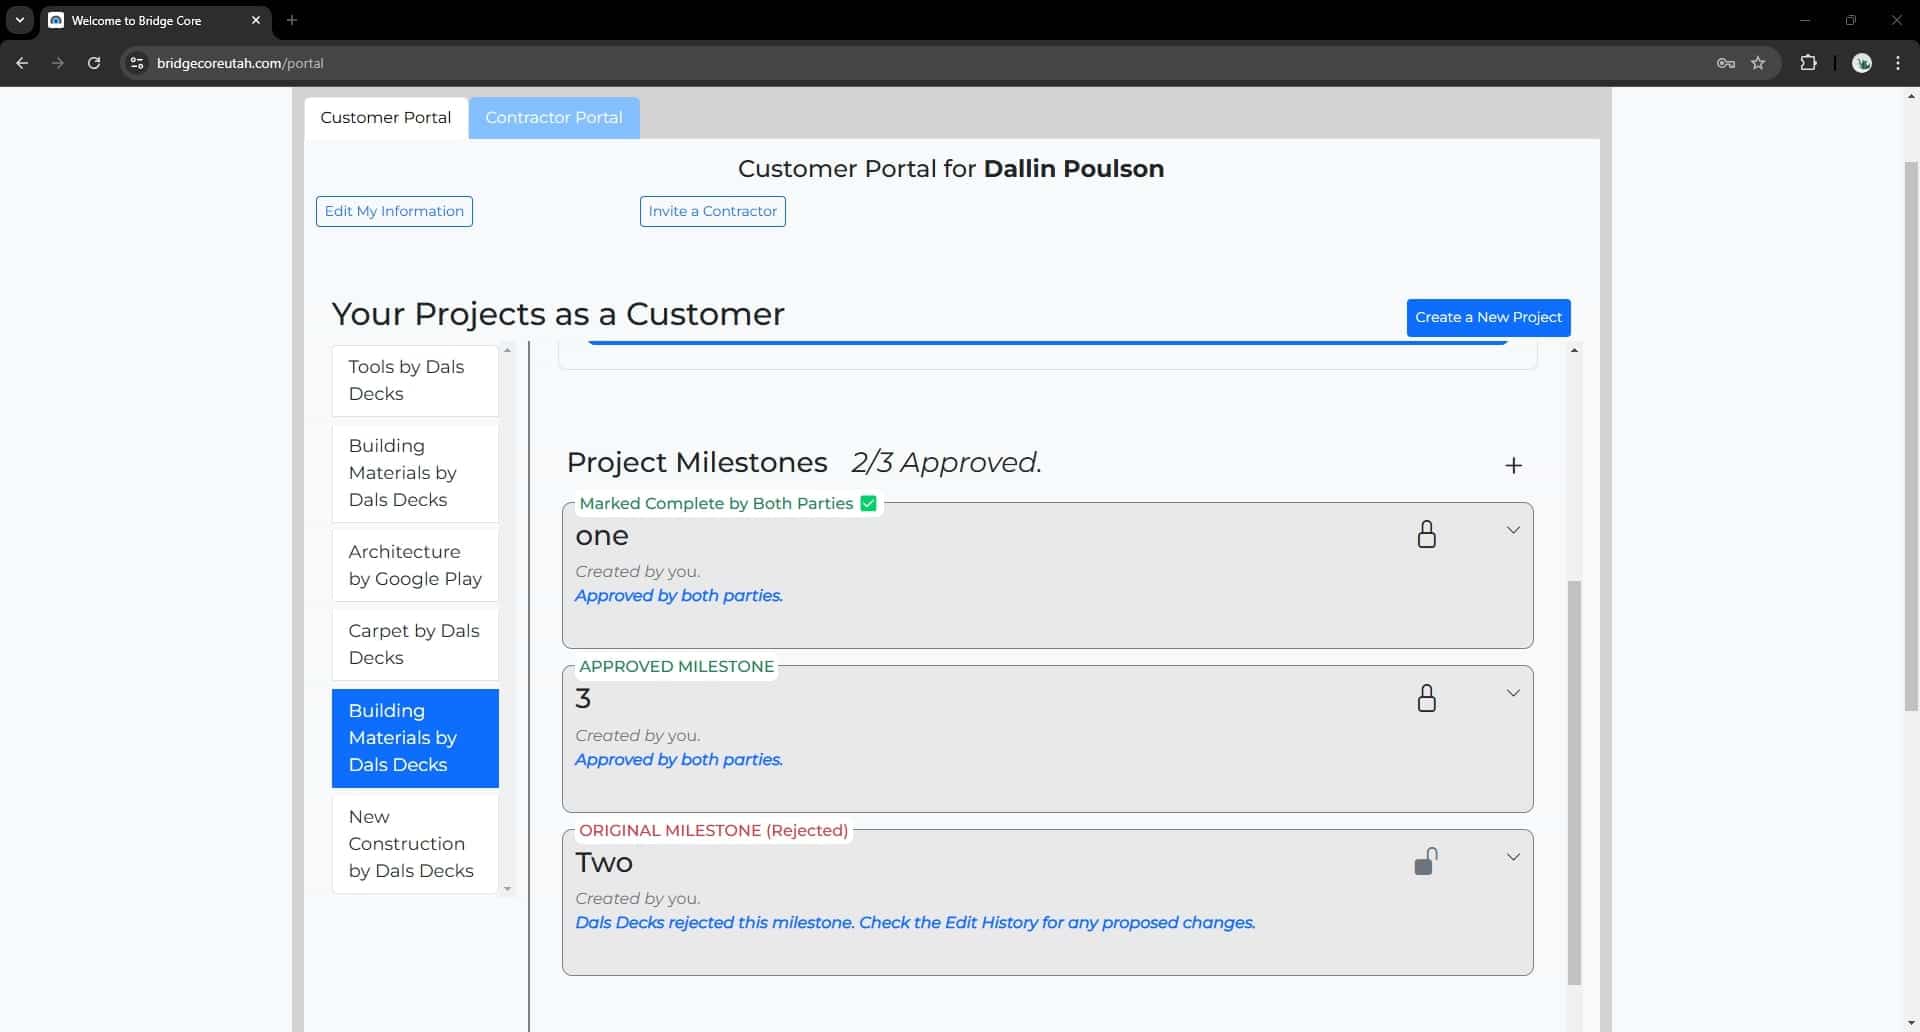 Welcome to Bridge Core
bridgecoreutah.com/portal
Customer Portal
Contractor Portal
Customer Portal for Dallin Poulson
Edit My Information
Invite a Contractor
Your Projects as a Customer
Create a New Project
Tools by Dals
Decks
Building
Materials by
Dals Decks
Architecture
by Google Play
Carpet by Dals
Decks
Building
Materials by
Dals Decks
New
Construction
by Dals Decks
Project Milestones 2/3 Approved.
Marked Complete by Both Parties ✅
one
Created by you.
Approved by both parties.
APPROVED MILESTONE
3
Created by you.
Approved by both parties.
ORIGINAL MILESTONE (Rejected)
Two
Created by you.
Dals Decks rejected this milestone. Check the Edit History for any proposed changes.